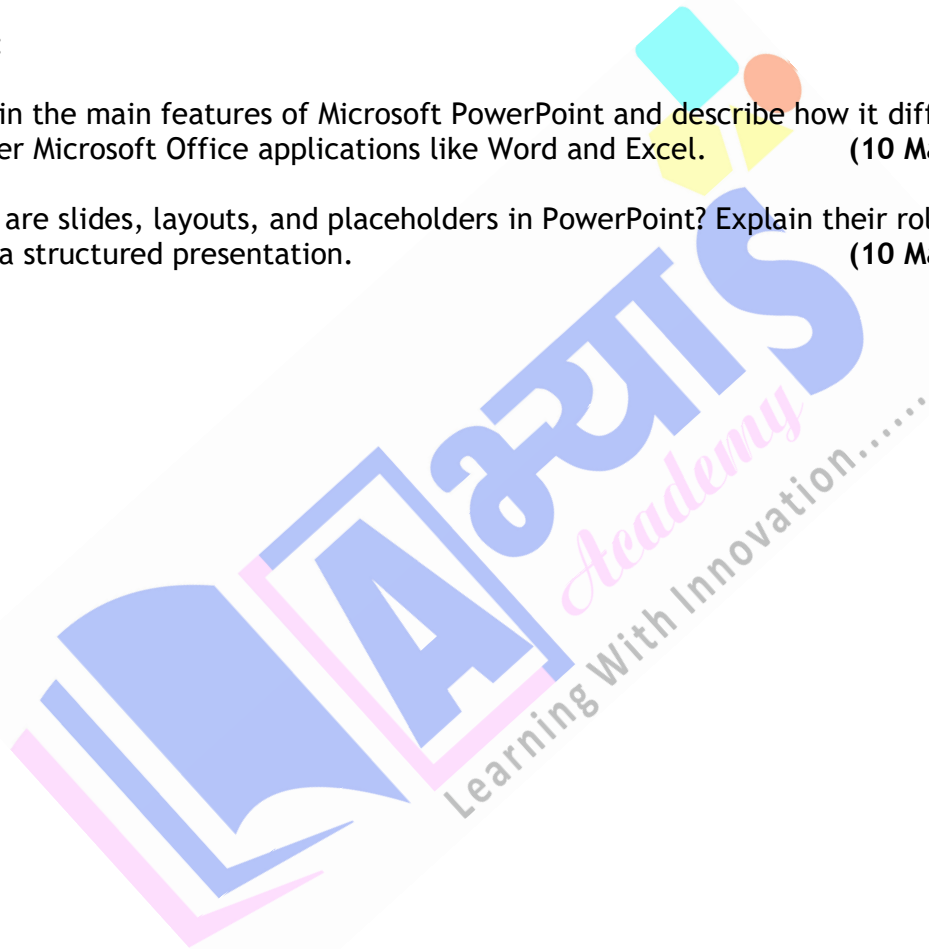 :
in the main features of Microsoft PowerPoint and describe how it diff
er Microsoft Office applications like Word and Excel. (10 Ma
are slides, layouts, and placeholders in PowerPoint? Explain their rol
a structured presentation. (10 Ma
Aभ्याS
Academy
Learning With Innovation......
A